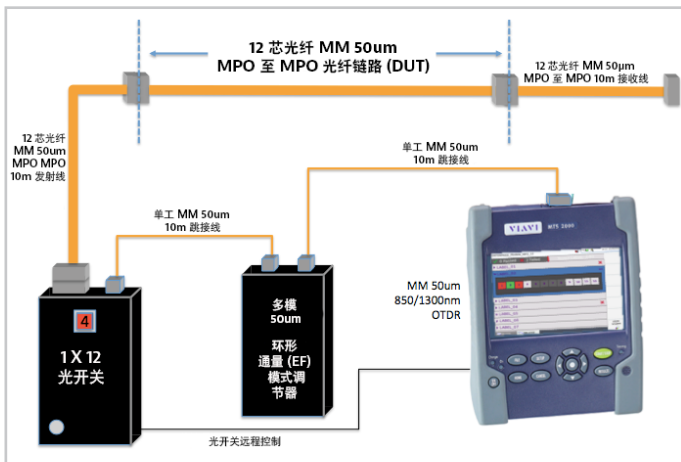 12 芯光纤 MM 50um
MPO 至 MPO 光纤链路 (DUT)
12 芯光纤 MM 50µm
MPO 至 MPO 10m 接收线
12 芯光纤
MM 50um
MPO MPO
10m 发射线
单工 MM 50um
10m 跳接线
单工 MM 50um
10m 跳接线
VIAVI
MTS 2000
MM 50um
850/1300nm
OTDR
4
1 X 12
光开关
多模
50um
环形
通量 (EF)
模式调
节器
光开关远程控制